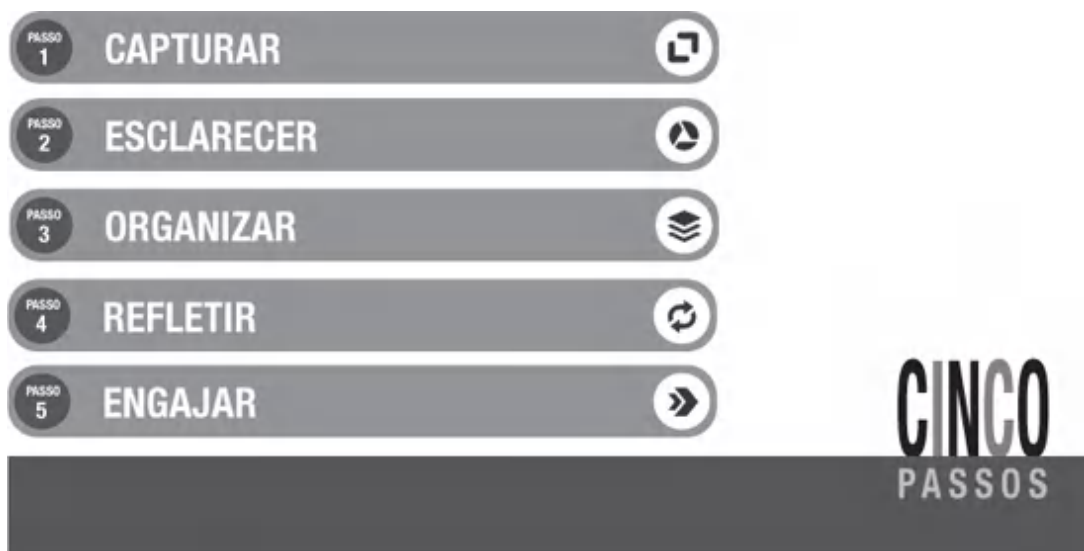 PASSO
1
CAPTURAR
PASSO
2
ESCLARECER
PASSO
3
ORGANIZAR
PASSO
4
REFLETIR
PASSO
5
ENGAJAR
CINCO
PASSOS